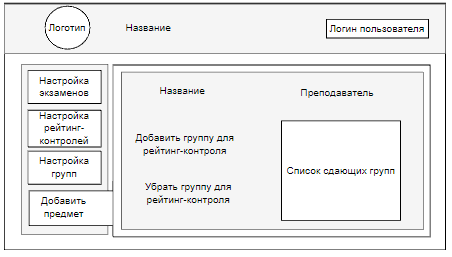 Логотип
Название
Логин пользователя
Настройка
экзаменов
Настройка
рейтинг-
контролей
Настройка
групп
Добавить
предмет
Название
Преподаватель
Добавить группу для
рейтинг-контроля
Убрать группу для
рейтинг-контроля
Список сдающих групп